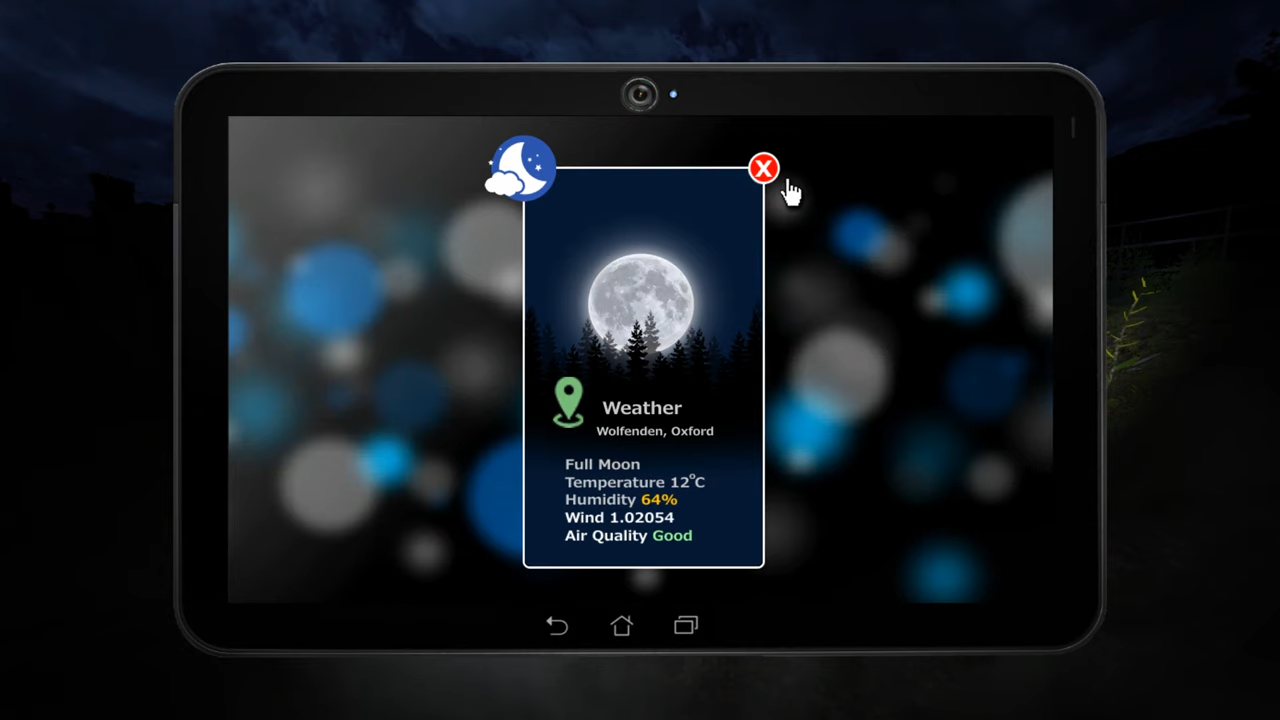 X
Weather
Wolfenden, Oxford
Full Moon
Temperature 12°C
Humidity 64%
Wind 1.02054
Air Quality Good